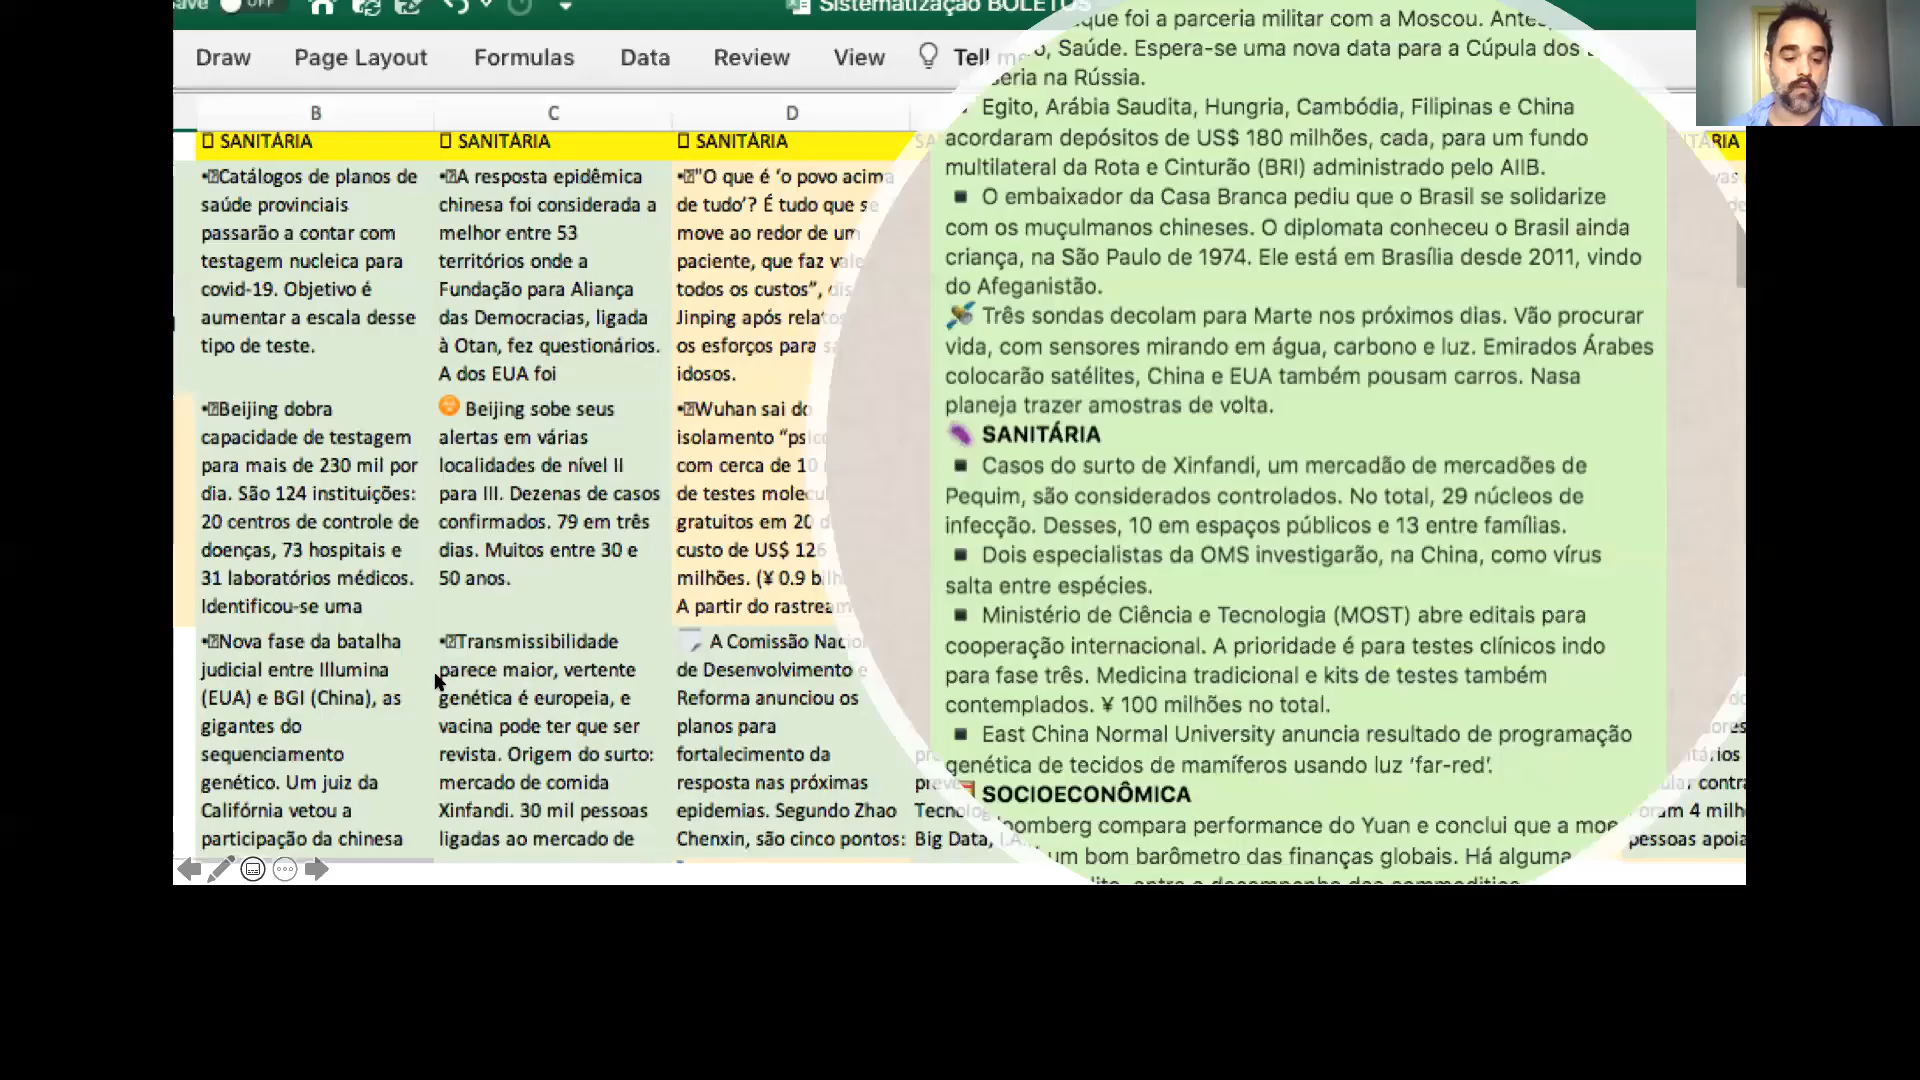 OFF
Sistematização BOLETOS
Draw Page Layout Formulas Data Review View Tell me
B C D
SANITÁRIA
•Catálogos de planos de
saúde provinciais
passarão a contar com
testagem nucleica para
covid-19. Objetivo é
aumentar a escala desse
tipo de teste.
•Beijing dobra
capacidade de testagem
para mais de 230 mil por
dia. São 124 instituições:
20 centros de controle de
doenças, 73 hospitais e
31 laboratórios médicos.
Identificou-se uma
•Nova fase da batalha
judicial entre Illumina
(EUA) e BGI (China), as
gigantes do
sequenciamento
genético. Um juiz da
Califórnia vetou a
participação da chinesa
SANITÁRIA
•A resposta epidêmica
chinesa foi considerada a
melhor entre 53
territórios onde a
Fundação para Aliança
das Democracias, ligada
à Otan, fez questionários.
A dos EUA foi
Beijing sobe seus
alertas em várias
localidades de nível II
para III. Dezenas de casos
confirmados. 79 em três
dias. Muitos entre 30 e
50 anos.
•Transmissibilidade
parece maior, vertente
genética é europeia, e
vacina pode ter que ser
revista. Origem do surto:
mercado de comida
Xinfandi. 30 mil pessoas
ligadas ao mercado de
SANITÁRIA
•"O que é ‘o povo acima
de tudo’? É tudo que se
move ao redor de um
paciente, que faz vale
todos os custos”, dis
Jinping após relatos
os esforços para
idosos.
•Wuhan sai do
isolamento “psic
com cerca de 10
de testes molecul
gratuitos em 20 d
custo de US$ 126
milhões. (¥ 0.9 bilh
A partir do rastream
A Comissão Nacio
de Desenvolvimento e
Reforma anunciou os
planos para
fortalecimento da
resposta nas próximas
epidemias. Segundo Zhao
Chenxin, são cinco pontos:
Tecnolog
Big Data, I.A
que foi a parceria militar com a Moscou. Antes
o, Saúde. Espera-se uma nova data para a Cúpula dos
seria na Rússia.
Egito, Arábia Saudita, Hungria, Cambódia, Filipinas e China
acordaram depósitos de US$ 180 milhões, cada, para um fundo
multilateral da Rota e Cinturão (BRI) administrado pelo AIIB.
◾ O embaixador da Casa Branca pediu que o Brasil se solidarize
com os muçulmanos chineses. O diplomata conheceu o Brasil ainda
criança, na São Paulo de 1974. Ele está em Brasília desde 2011, vindo
do Afeganistão.
🛰 Três sondas decolam para Marte nos próximos dias. Vão procurar
vida, com sensores mirando em água, carbono e luz. Emirados Árabes
colocarão satélites, China e EUA também pousam carros. Nasa
planeja trazer amostras de volta.
🦠 SANITÁRIA
◾ Casos do surto de Xinfandi, um mercadão de mercadões de
Pequim, são considerados controlados. No total, 29 núcleos de
infecção. Desses, 10 em espaços públicos e 13 entre famílias.
◾ Dois especialistas da OMS investigarão, na China, como vírus
salta entre espécies.
◾ Ministério de Ciência e Tecnologia (MOST) abre editais para
cooperação internacional. A prioridade é para testes clínicos indo
para fase três. Medicina tradicional e kits de testes também
contemplados. ¥ 100 milhões no total.
◾ East China Normal University anuncia resultado de programação
genética de tecidos de mamíferos usando luz ‘far-red’.
SOCIOECONÔMICA
oomberg compara performance do Yuan e conclui que a moe
um bom barômetro das finanças globais. Há alguma
TÁRIA
oram 4 milh
pessoas apoia